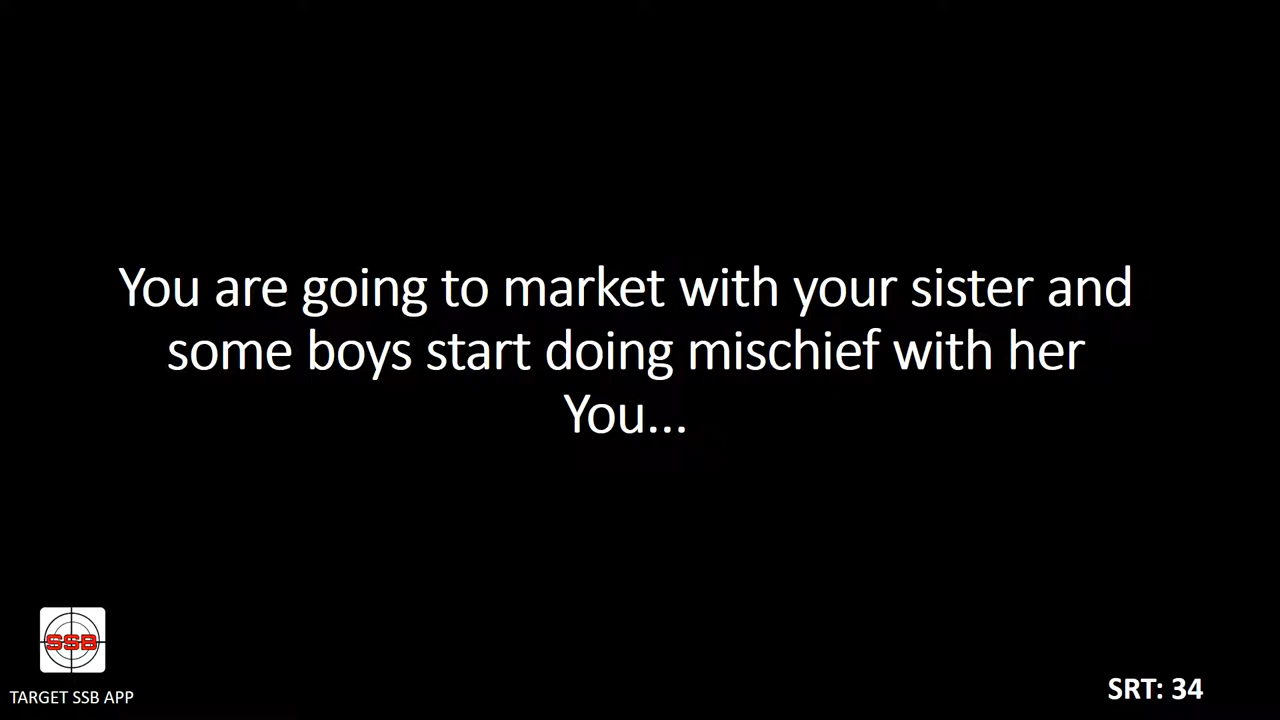 You are going to market with your sister and
some boys start doing mischief with her
You...
SSB
TARGET SSB APP
SRT: 34